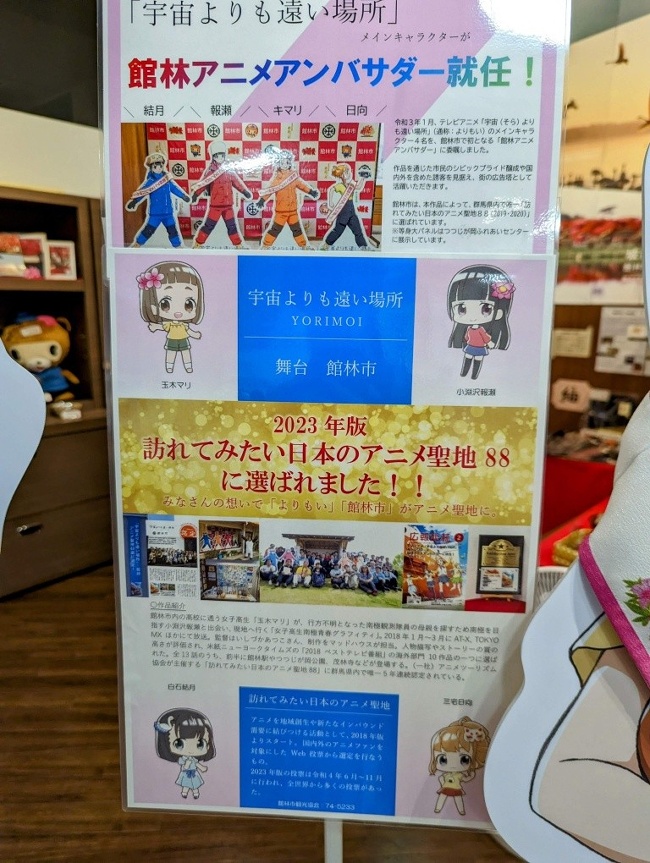 「宇宙よりも遠い場所」
メインキャラクターが
館林アニメアンバサダー就任！
＼ 結月 ／＼ 報瀬 ／＼ キマリ ／＼ 日向 ／
令和３年１月、テレビアニメ「宇宙（そら）より
も遠い場所」（通称：よりもい）のメインキャラ
クター４名を、館林市で初となる「館林アニメ
アンバサダー」に委嘱しました。
作品を通じた市民のシビックプライド醸成や国
内外を含めた誘客を見据え、街の広告塔として
活躍いただきます。
館林市は、本作品によって、群馬県内で唯一「訪
れてみたい日本のアニメ聖地８８（2019・2020）」
に選ばれています。
※等身大パネルはつつじが岡ふれあいセンター
に展示しています。
宇宙よりも遠い場所
YORIMOI
舞台　館林市
玉木マリ
小淵沢報瀬
2023 年版
訪れてみたい日本のアニメ聖地 88
に選ばれました！！
みなさんの想いで「よりもい」「館林市」がアニメ聖地に。
〇作品紹介
館林市内の高校に通う女子高生「玉木マリ」が、行方不明となった南極観測隊員の母親を探すため南極を目
指す小淵沢報瀬と出会い、現地へ行く「女子高生南極青春グラフィティ」。2018 年 1 月～3 月に AT-X、TOKYO
MX ほかにて放送。監督はいしづかあつこさん、制作をマッドハウスが担当。人物描写やストーリーの質の
高さが評価され、米紙ニューヨークタイムズの「2018 ベストテレビ番組」の海外部門 10 作品の一つに選ば
れた。全 13 話のうち、前半に館林駅やつつじが岡公園、茂林寺などが登場する。（一社）アニメツーリズム
協会が主催する「訪れてみたい日本のアニメ聖地 88」に群馬県内で唯一 5 年連続認定されている。
白石結月
三宅日向
訪れてみたい日本のアニメ聖地
アニメを地域創生や新たなインバウンド
需要に結びつける活動として、2018 年版
よりスタート。国内外のアニメファンを
対象にした Web 投票から選定を行なう
もの。
2023 年版の投票は令和 4 年 6 月～11 月
に行われ、全世界から多くの投票があっ
た。
館林市観光協会：74-5233